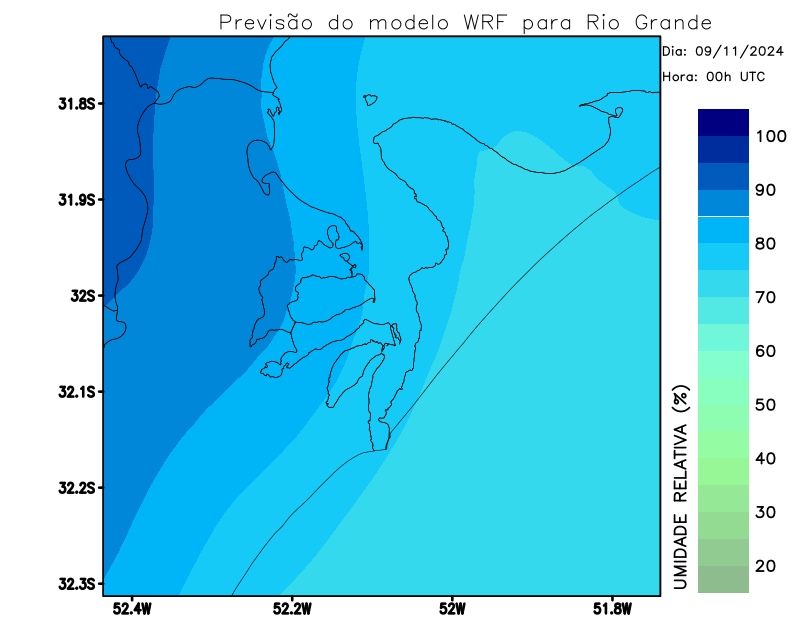 Previsão do modelo WRF para Rio Grande
Dia: 09/11/2024
Hora: 00h UTC
31.8S
31.9S
32S
32.1S
32.2S
32.3S
52.4W
52.2W
52W
51.8W
100
90
80
70
60
50
40
30
20
UMIDADE RELATIVA (%)